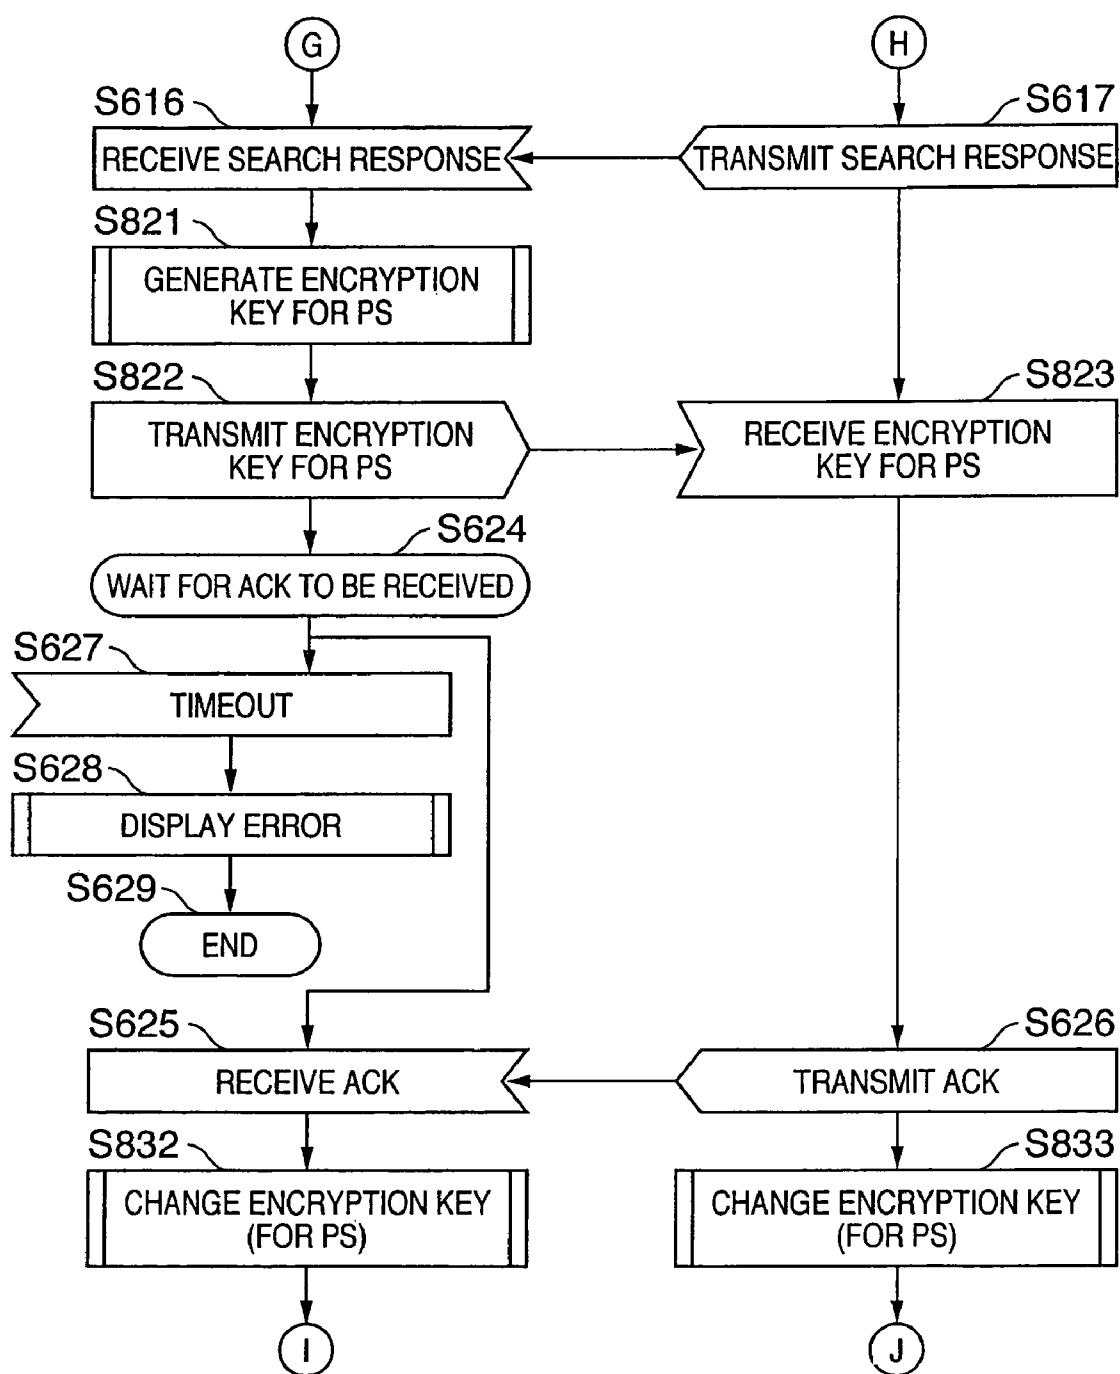 G
H
S616
S617
RECEIVE SEARCH RESPONSE
TRANSMIT SEARCH RESPONSE
S821
GENERATE ENCRYPTION
KEY FOR PS
S822
S823
TRANSMIT ENCRYPTION
KEY FOR PS
RECEIVE ENCRYPTION
KEY FOR PS
S624
WAIT FOR ACK TO BE RECEIVED
S627
TIMEOUT
S628
DISPLAY ERROR
S629
END
S625
S626
RECEIVE ACK
TRANSMIT ACK
S832
S833
CHANGE ENCRYPTION KEY
(FOR PS)
CHANGE ENCRYPTION KEY
(FOR PS)
I
J